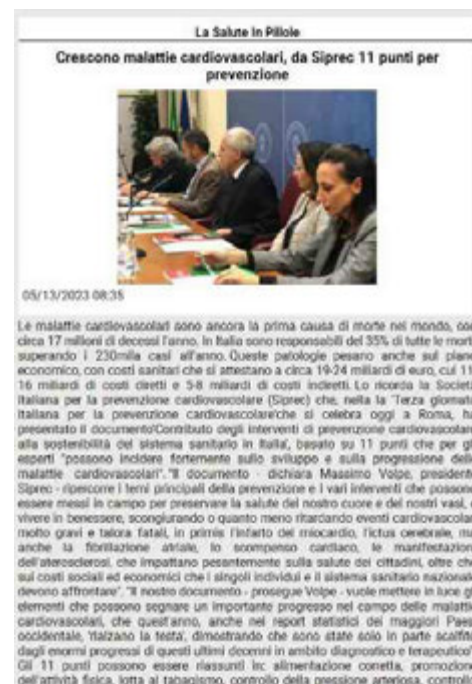 La Salute in Pillole
Crescono malattie cardiovascolari, da Siprec 11 punti per
prevenzione
05/13/2023 08:35
Le malattie cardiovascolari sono ancora la prima causa di morte nel mondo, con
circa 17 milioni di decessi l'anno. In Italia sono responsabili del 35% di tutte le morti
superando i 230mila casi all'anno. Queste patologie pesano anche sul piano
economico, con costi sanitari che si attestano a circa 19-24 miliardi di euro, cui 11
16 miliardi di costi diretti e 5-8 miliardi di costi indiretti. Lo ricorda la Società
italiana per la prevenzione cardiovascolare (Siprec) che, nella la 'Terza giornata
italiana per la prevenzione cardiovascolare'che si celebra oggi a Roma, ha
presentato il documento'Contributo degli interventi di prevenzione cardiovascolare
alla sostenibilità del sistema sanitario in Italia', basato su 11 punti che per gli
esperti "possono incidere fortemente sullo sviluppo e sulla progressione delle
malattie cardiovascolari". "Il documento - dichiara Massimo Volpe, presidente
Siprec - ripercorre i temi principali della prevenzione e i vari interventi che possono
essere messi in campo per preservare la salute del nostro cuore e dei nostri vasi, e
vivere in benessere, scongiurando o quanto meno ritardando eventi cardiovascolari
molto gravi e talora fatali, in primis l'infarto del miocardio, l'ictus cerebrale, ma
anche la fibrillazione atriale, lo scompenso cardiaco, le manifestazioni
dell'aterosclerosi, che impattano pesantemente sulla salute dei cittadini, oltre che
sui costi sociali ed economici che i singoli individui e il sistema sanitario nazionale
devono affrontare". "Il nostro documento - prosegue Volpe - vuole mettere in luce gli
elementi che possono segnare un importante progresso nel campo delle malattie
cardiovascolari, che quest'anno, anche nei report statistici dei maggiori Paesi
occidentale, 'rialzano la testa', dimostrando che sono state solo in parte scalfite
dagli enormi progressi di questi ultimi decenni in ambito diagnostico e terapeutico".
Gli 11 punti possono essere riassunti in: alimentazione corretta, promozione
dell'attività fisica, lotta al tabagismo, controllo della pressione arteriosa, controllo